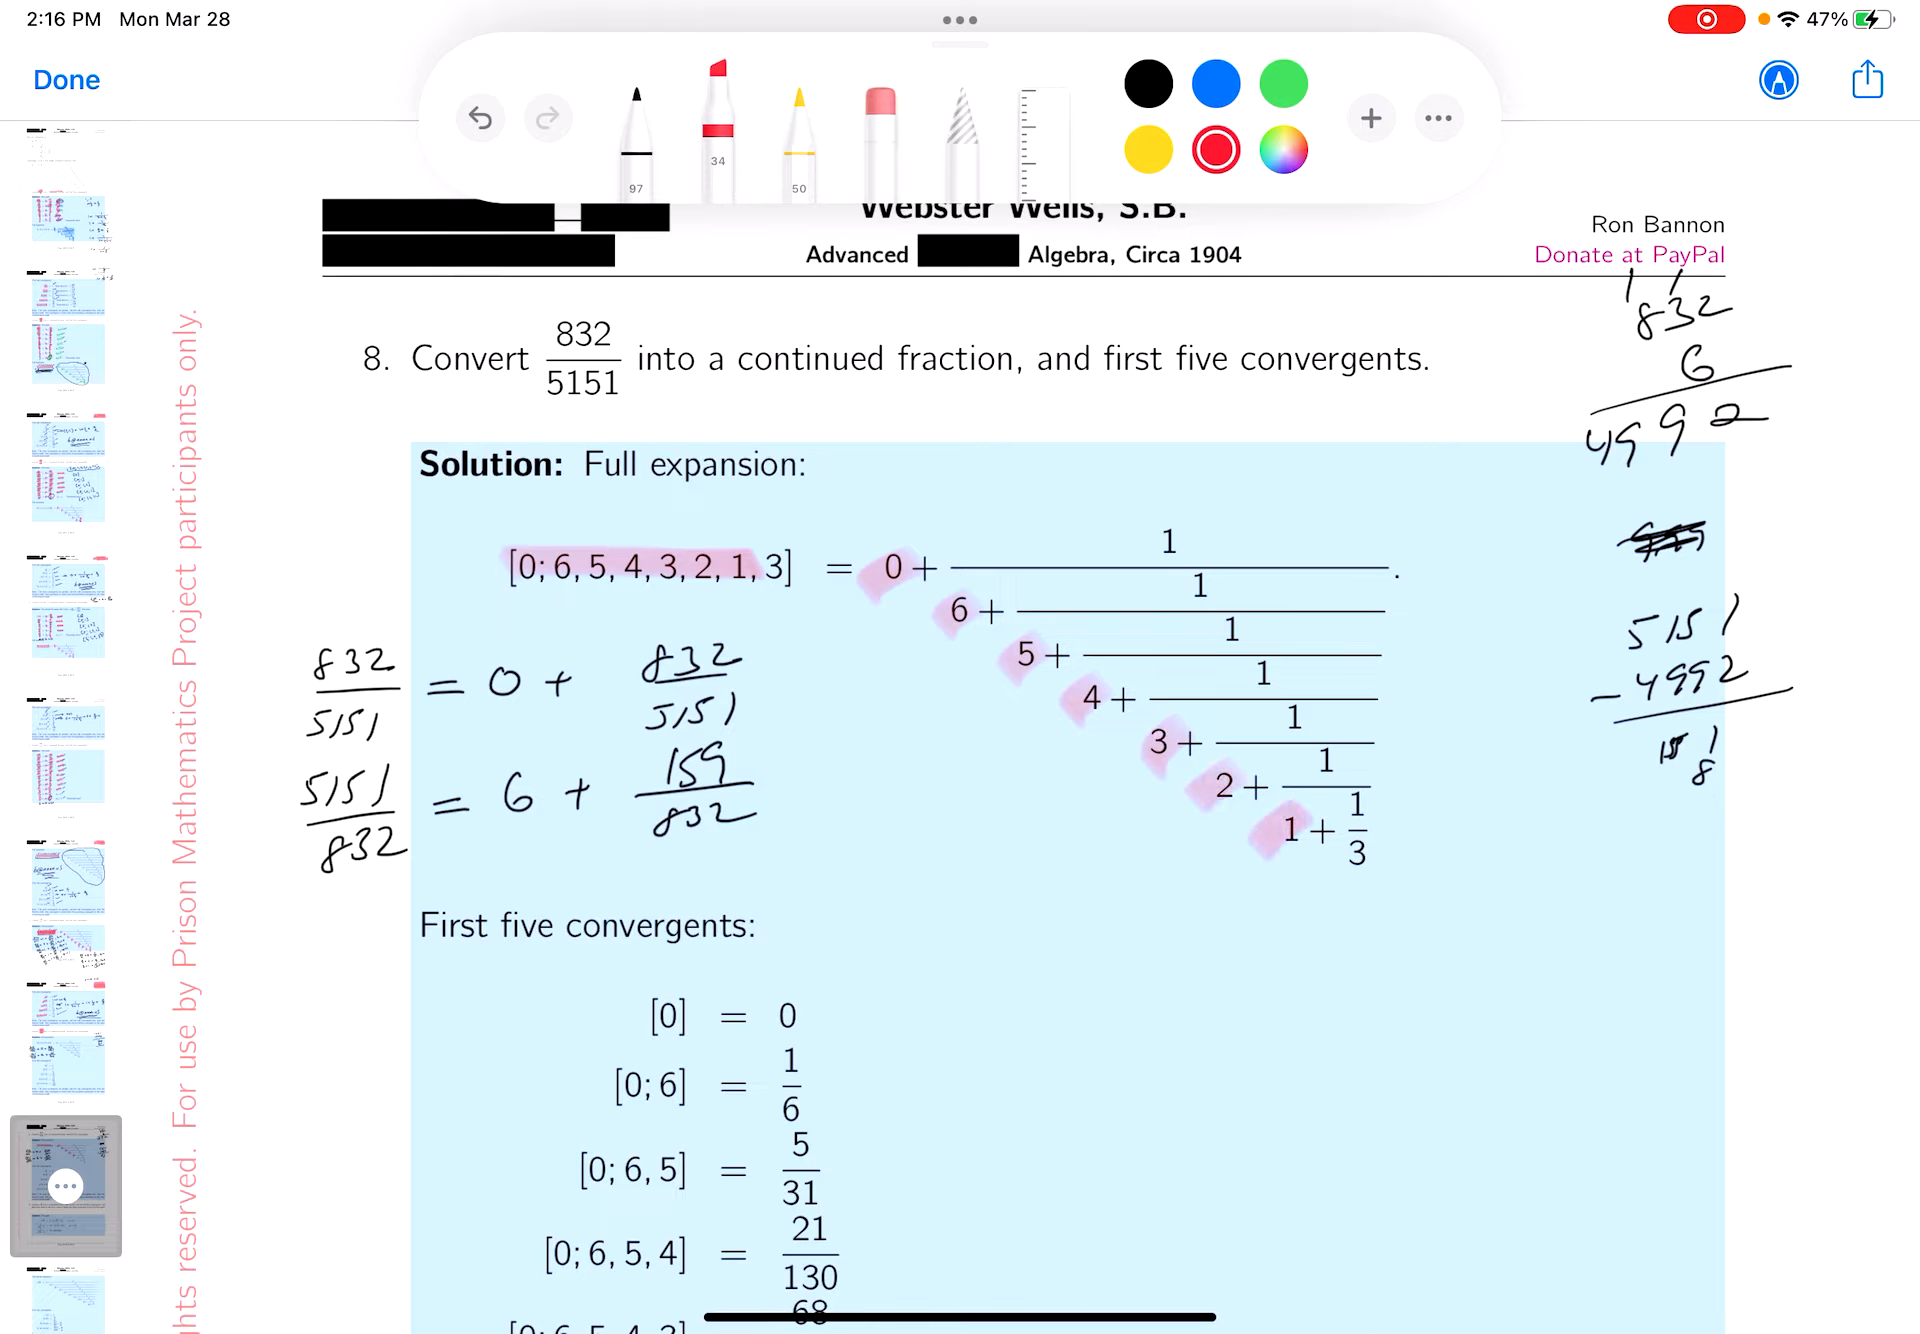 2:16 PM Mon Mar 28
47%
Done
97
34
50
Webster Wells, S.B.
Ron Bannon
Advanced Algebra, Circa 1904
Donate at PayPal
1 1
832
6
4992
8. Convert 832/5151 into a continued fraction, and first five convergents.
Solution: Full expansion:
[0; 6, 5, 4, 3, 2, 1, 3] = 0 + 1
6 + 1
5 + 1
4 + 1
3 + 1
2 + 1
1 + 1/3 .
832/5151 = 0 + 832/5151
5151/832 = 6 + 159/832
5151
- 4992
First five convergents:
[0] = 0
[0; 6] = 1/6
[0; 6, 5] = 5/31
[0; 6, 5, 4] = 21/130
68
hts reserved. For use by Prison Mathematics Project participants only.